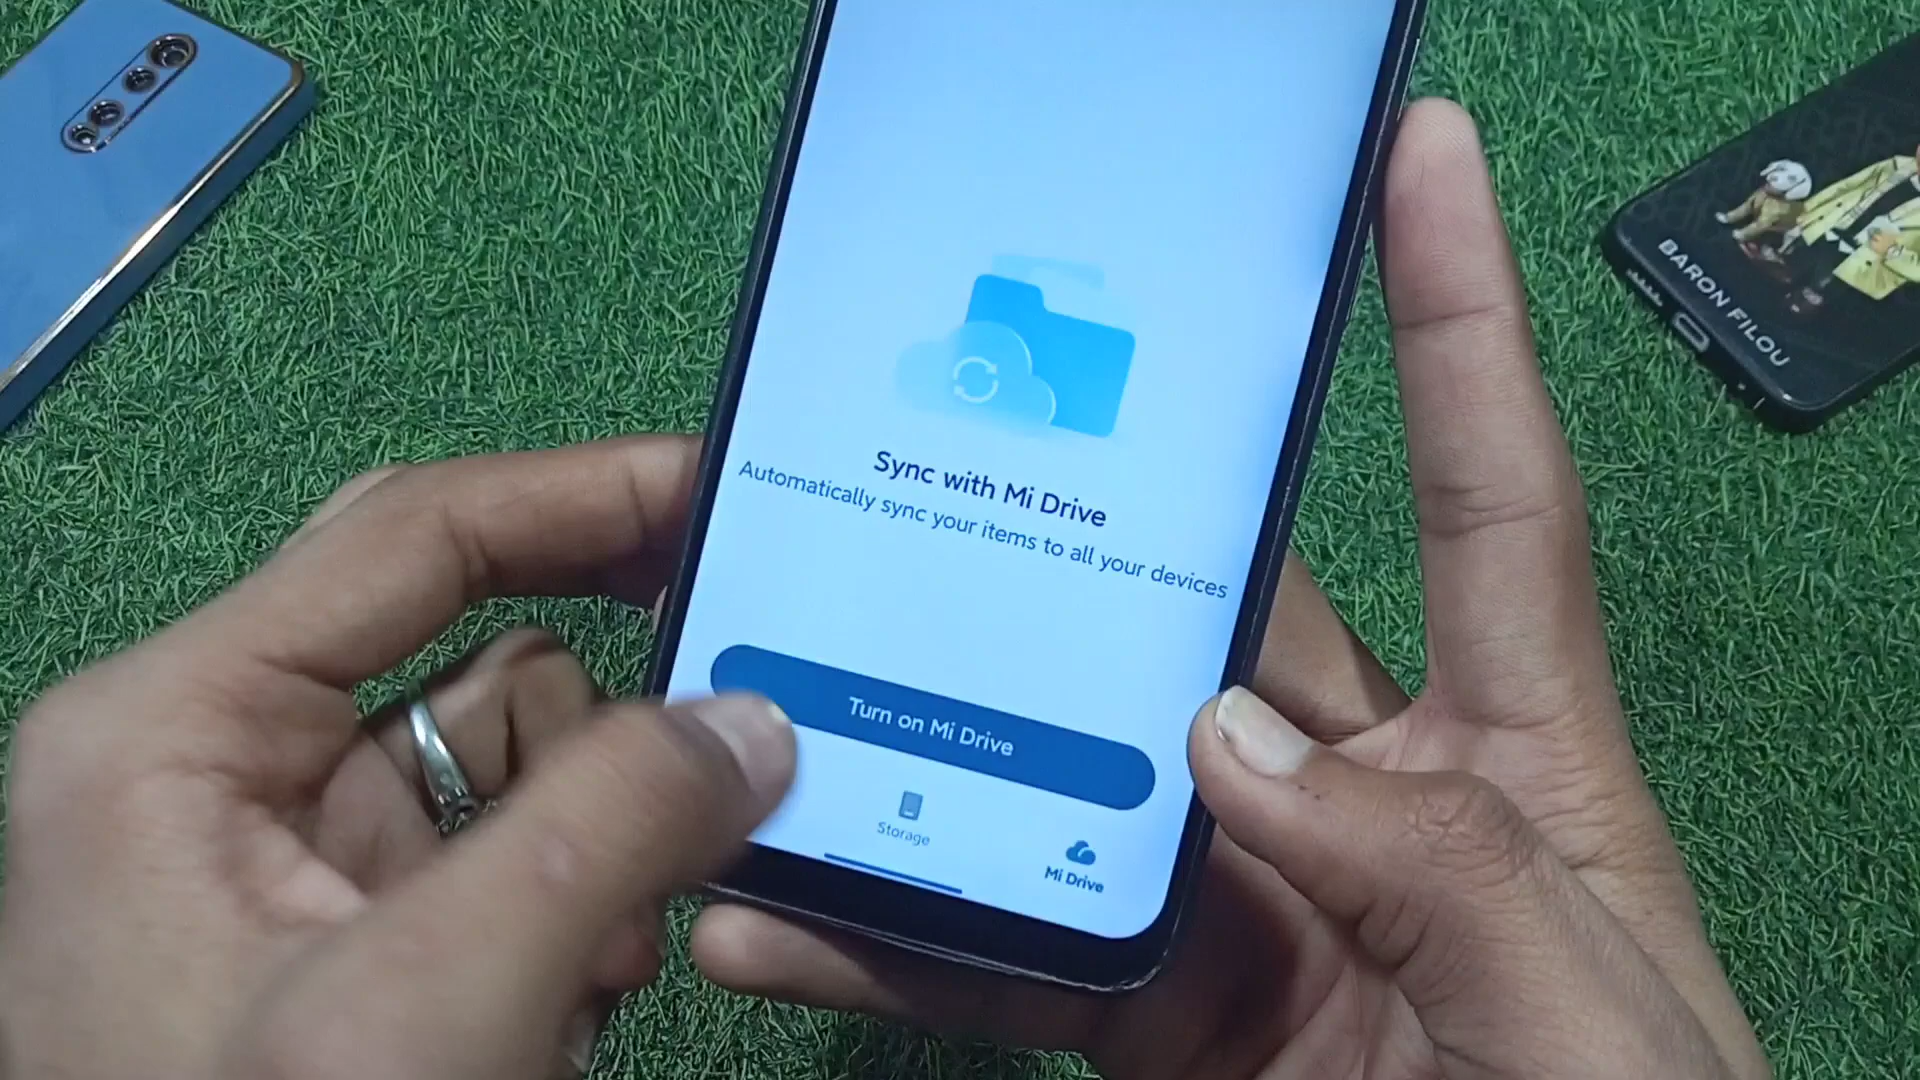 Sync with Mi Drive
Automatically sync your items to all your devices
Turn on Mi Drive
Storage
Mi Drive
BARON FILOU